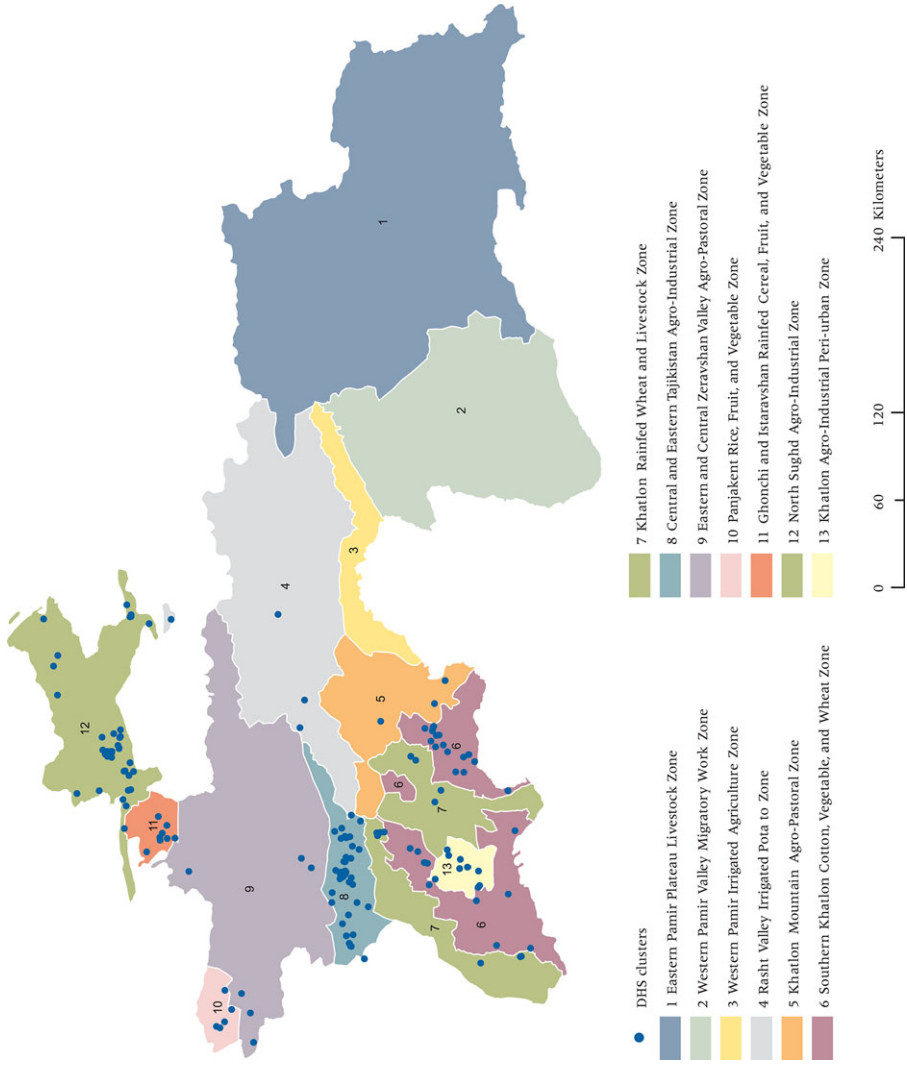 12
11
10
9
8
4
1
3
2
5
6
6
7
13
7
6
DHS clusters
1 Eastern Pamir Plateau Livestock Zone
2 Western Pamir Valley Migratory Work Zone
3 Western Pamir Irrigated Agriculture Zone
4 Rasht Valley Irrigated Pota to Zone
5 Khatlon Mountain Agro-Pastoral Zone
6 Southern Khatlon Cotton, Vegetable, and Wheat Zone
7 Khatlon Rainfed Wheat and Livestock Zone
8 Central and Eastern Tajikistan Agro-Industrial Zone
9 Eastern and Central Zeravshan Valley Agro-Pastoral Zone
10 Panjakent Rice, Fruit, and Vegetable Zone
11 Ghonchi and Istaravshan Rainfed Cereal, Fruit, and Vegetable Zone
12 North Sughd Agro-Industrial Zone
13 Khatlon Agro-Industrial Peri-urban Zone
0 60 120 240 Kilometers